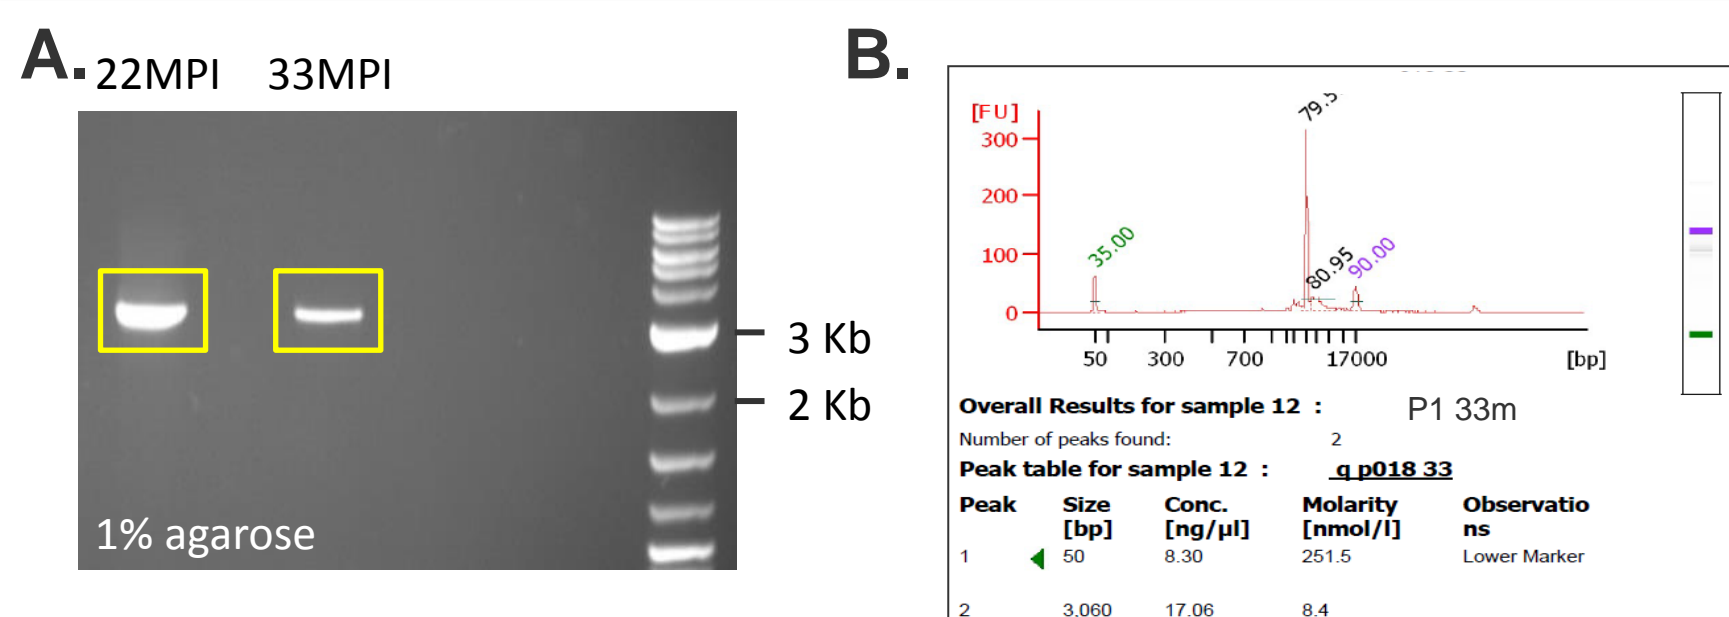 A.
22MPI 33MPI
3 Kb
2 Kb
1% agarose
B.
[FU]
300
200
100
0
35.00
79.5
80.95
90.00
50 300 700 17000 [bp]
Overall Results for sample 12 : P1 33m
Number of peaks found: 2
Peak table for sample 12 : q p018 33
Peak Size Conc. Molarity Observatio
[bp] [ng/µl] [nmol/l] ns
1 50 8.30 251.5 Lower Marker
2 3,060 17.06 8.4